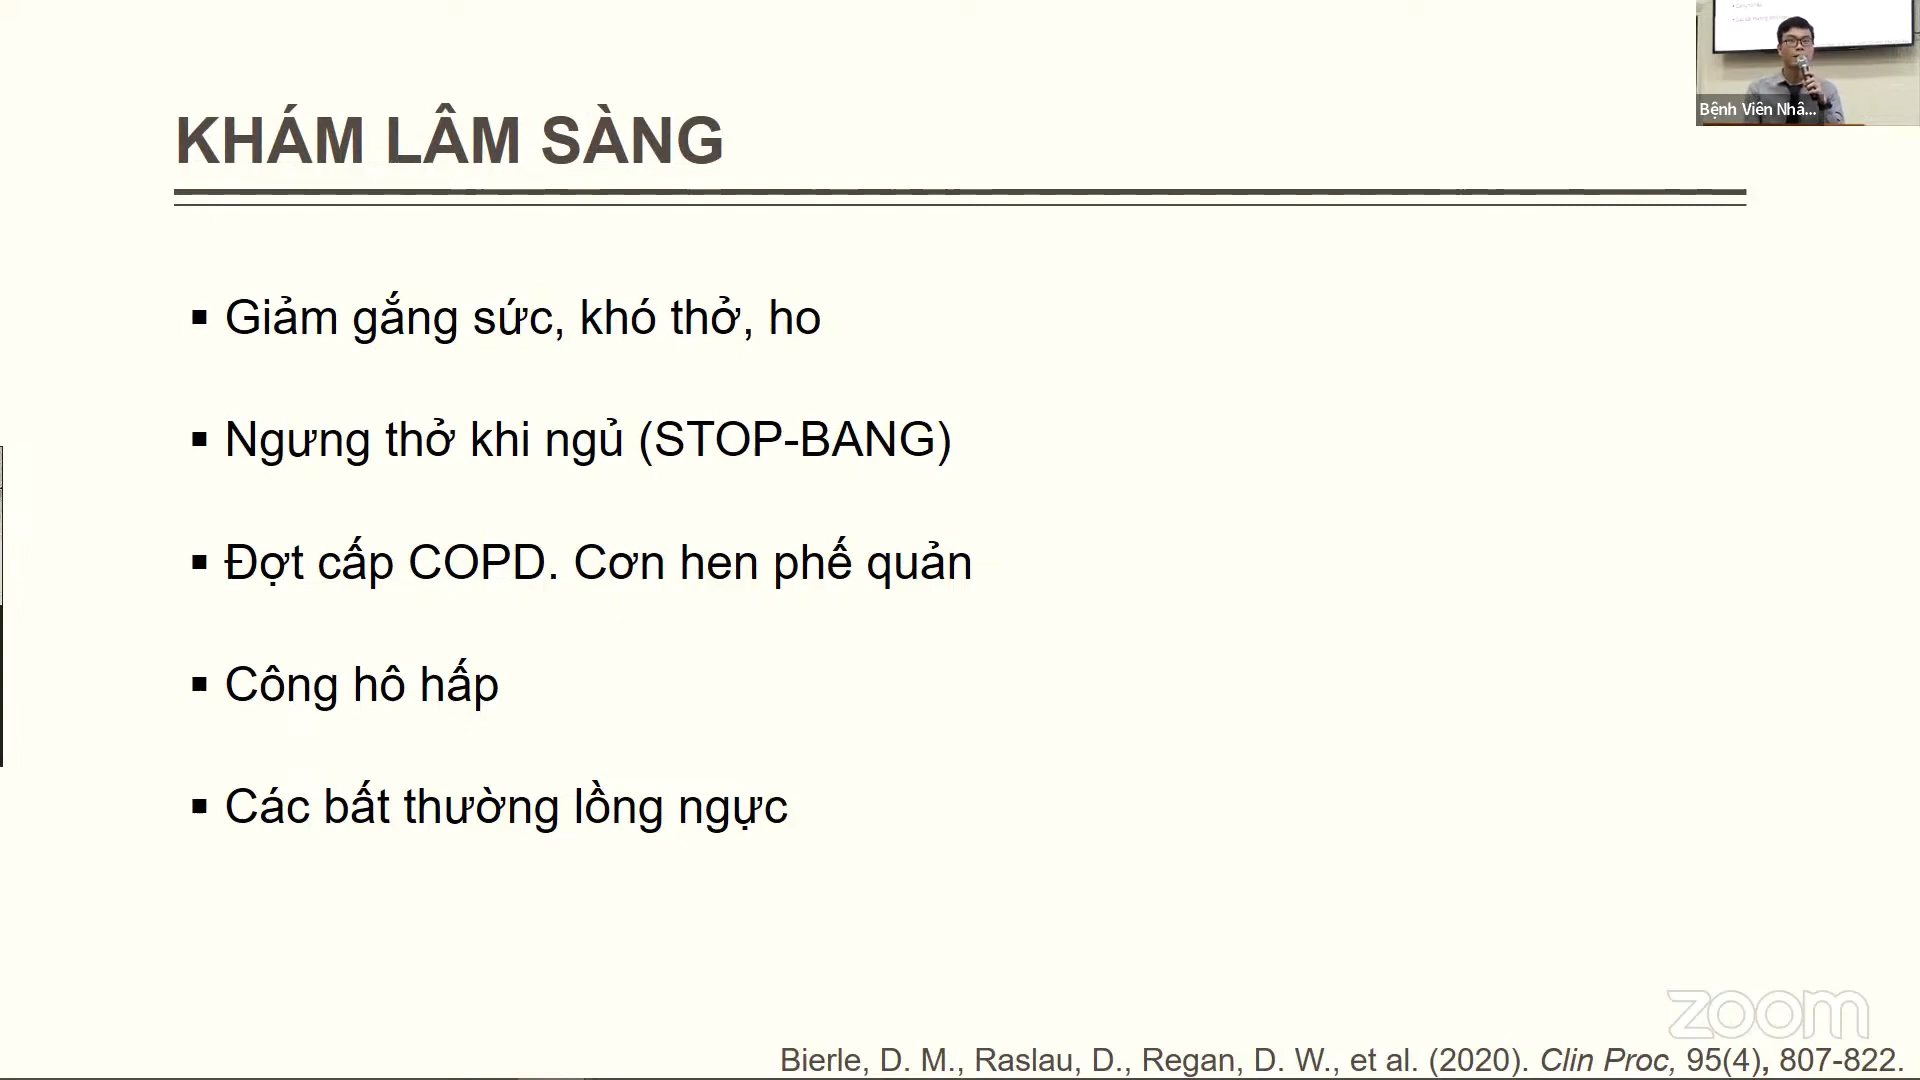 Bệnh Viên Nhâ...
KHÁM LÂM SÀNG
▪ Giảm gắng sức, khó thở, ho
▪ Ngưng thở khi ngủ (STOP-BANG)
▪ Đợt cấp COPD. Cơn hen phế quản
▪ Công hô hấp
▪ Các bất thường lồng ngực
zoom
Bierle, D. M., Raslau, D., Regan, D. W., et al. (2020). Clin Proc, 95(4), 807-822.